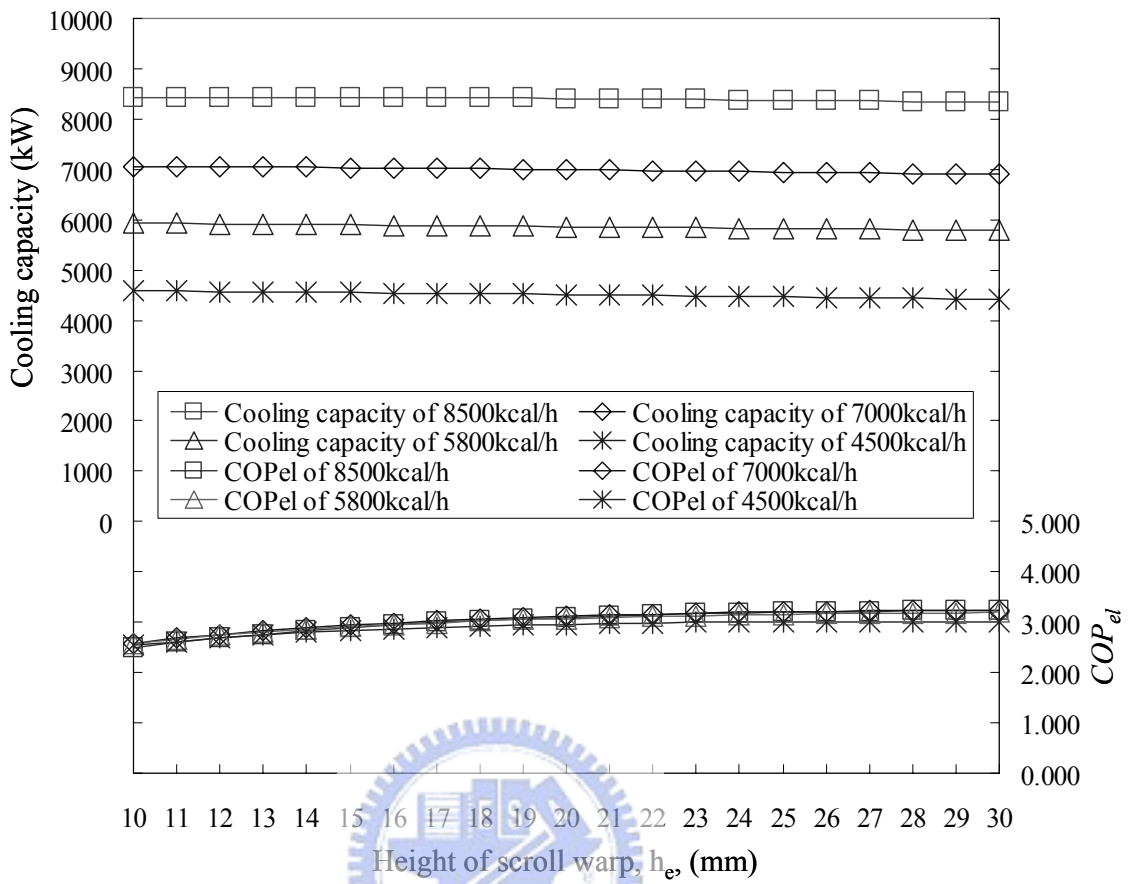 10000
9000
8000
7000
6000
5000
4000
3000
2000
1000
0
Cooling capacity (kW)
Cooling capacity of 8500kcal/h
Cooling capacity of 7000kcal/h
Cooling capacity of 5800kcal/h
Cooling capacity of 4500kcal/h
COPel of 8500kcal/h
COPel of 7000kcal/h
COPel of 5800kcal/h
COPel of 4500kcal/h
5.000
4.000
3.000
2.000
1.000
0.000
COPel
10 11 12 13 14 15 16 17 18 19 20 21 22 23 24 25 26 27 28 29 30
Height of scroll warp, he, (mm)